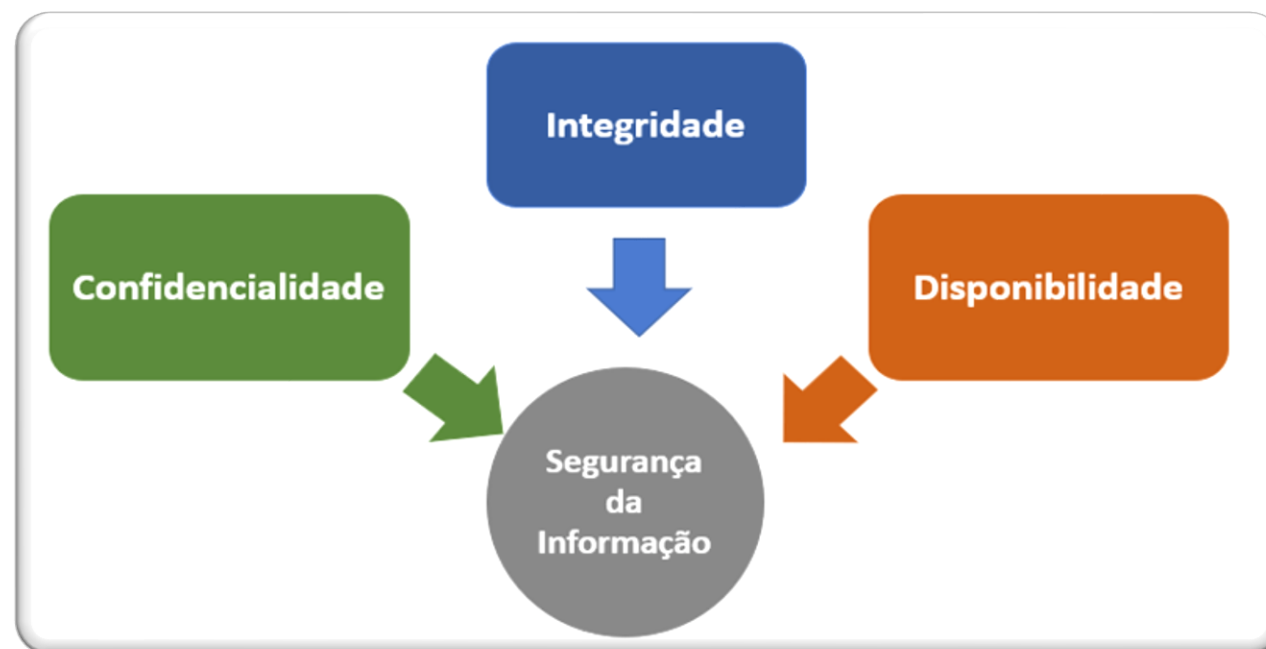 Integridade
Confidencialidade
Disponibilidade
Segurança
da
Informação